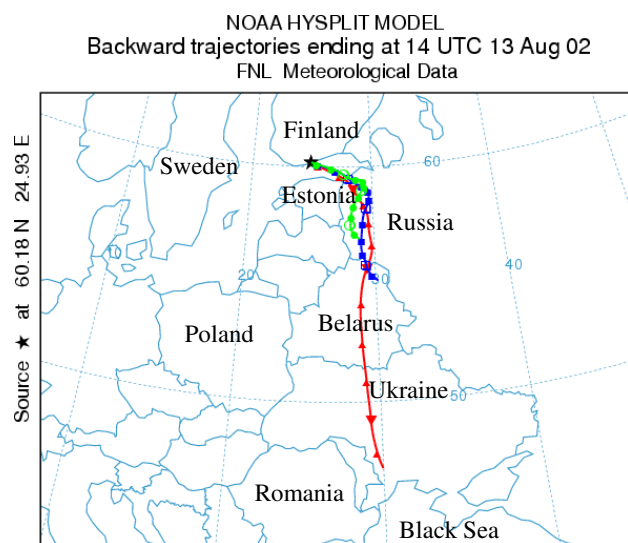 NOAA HYSPLIT MODEL
Backward trajectories ending at 14 UTC 13 Aug 02
FNL Meteorological Data
Source ★ at 60.18 N 24.93 E
Finland
Sweden
60
Estonia
Russia
10
20
30
40
Poland
Belarus
Ukraine
50
Romania
Black Sea